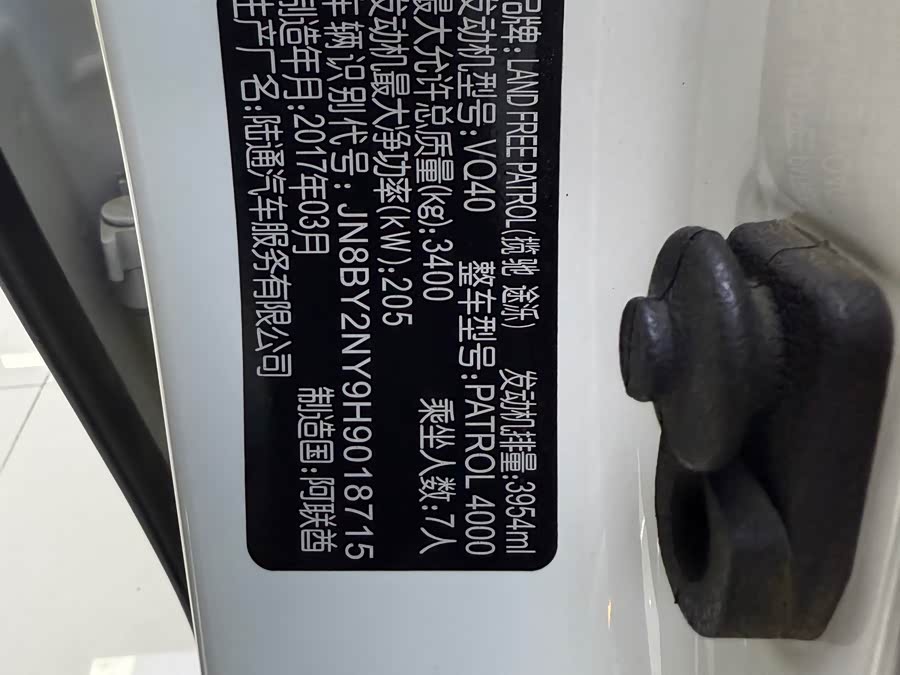 品牌: LAND FREE PATROL(揽驰 途沃) 发动机排量:3954ml
发动机型号: VQ40 整车型号:PATROL 4000
最大允许总质量(kg):3400 乘坐人数:7人
发动机最大净功率(kW):205
车辆识别代号: JN8BY2NY9H9018715
制造年月:2017年03月 制造国:阿联酋
生产厂名:陆通汽车服务有限公司